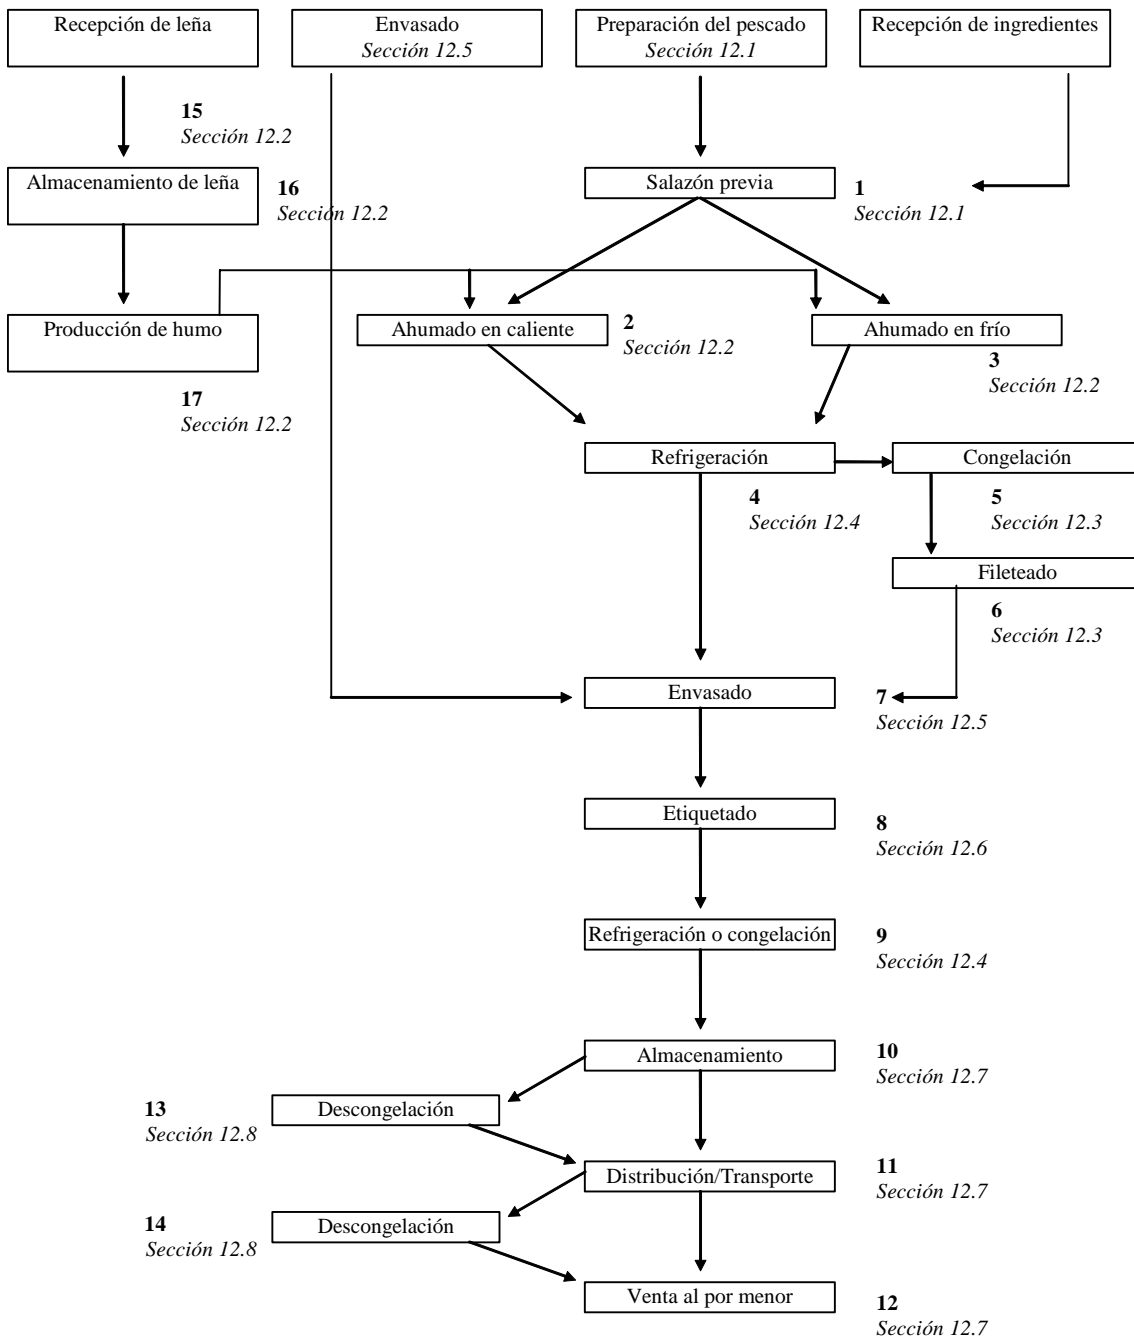 Recepción de leña
Envasado
Sección 12.5
Preparación del pescado
Sección 12.1
Recepción de ingredientes
15
Sección 12.2
Almacenamiento de leña
16
Sección 12.2
Salazón previa
1
Sección 12.1
Producción de humo
17
Sección 12.2
Ahumado en caliente
2
Sección 12.2
Ahumado en frío
3
Sección 12.2
Refrigeración
4
Sección 12.4
Congelación
5
Sección 12.3
Fileteado
6
Sección 12.3
Envasado
7
Sección 12.5
Etiquetado
8
Sección 12.6
Refrigeración o congelación
9
Sección 12.4
Almacenamiento
10
Sección 12.7
13
Sección 12.8
Descongelación
Distribución/Transporte
11
Sección 12.7
14
Sección 12.8
Descongelación
Venta al por menor
12
Sección 12.7